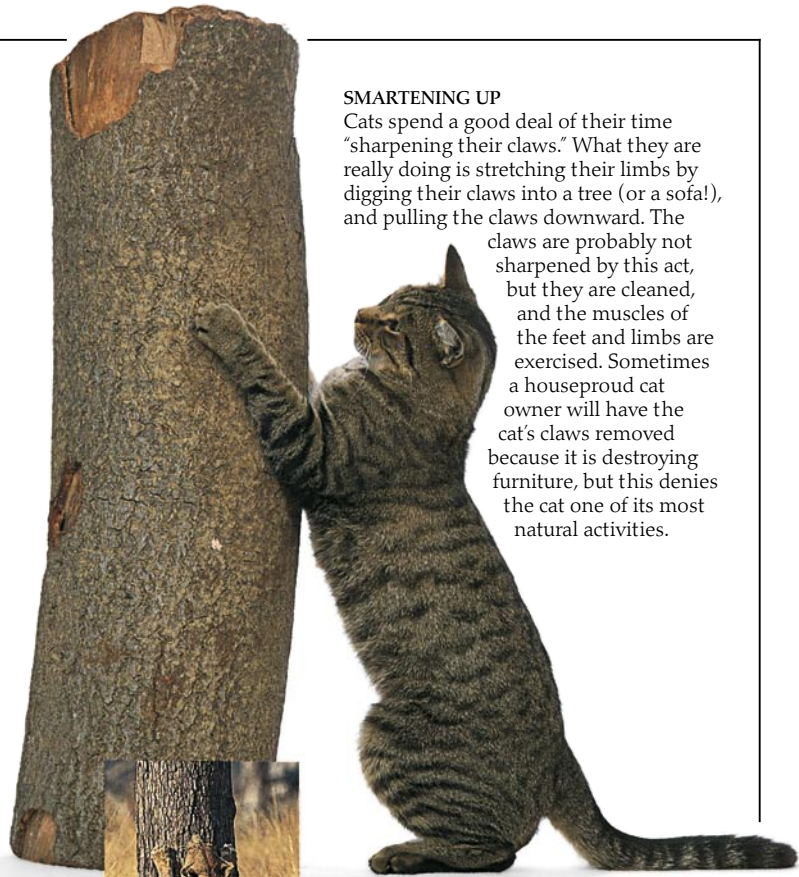 SMARTENING UP
Cats spend a good deal of their time
“sharpening their claws.” What they are
really doing is stretching their limbs by
digging their claws into a tree (or a sofa!),
and pulling the claws downward. The
claws are probably not
sharpened by this act,
but they are cleaned,
and the muscles of
the feet and limbs are
exercised. Sometimes
a houseproud cat
owner will have the
cat’s claws removed
because it is destroying
furniture, but this denies
the cat one of its most
natural activities.